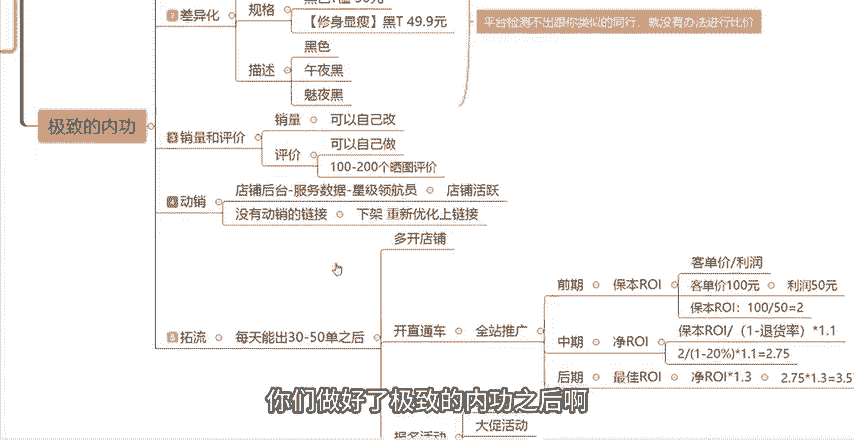 2 差异化
规格
【修身显瘦】黑T 49.9元
平台检测不出跟你类似的同行,就没有办法进行比价
描述
黑色
午夜黑
魅夜黑
极致的内功
3 销量和评价
销量
可以自己改
评价
可以自己做
100-200个晒图评价
4 动销
店铺后台-服务数据-星级领航员
店铺活跃
没有动销的链接
下架 重新优化上链接
5 拓流
每天能出30-50单之后
多开店铺
开直通车
全站推广
前期
保本ROI
客单价/利润
客单价100元
利润50元
保本ROI:100/50=2
中期
净ROI
保本ROI/(1-退货率)*1.1
2/(1-20%)*1.1=2.75
后期
最佳ROI
净ROI*1.3
2.75*1.3=3.5
报名活动
大促活动
你们做好了极致的内功之后啊